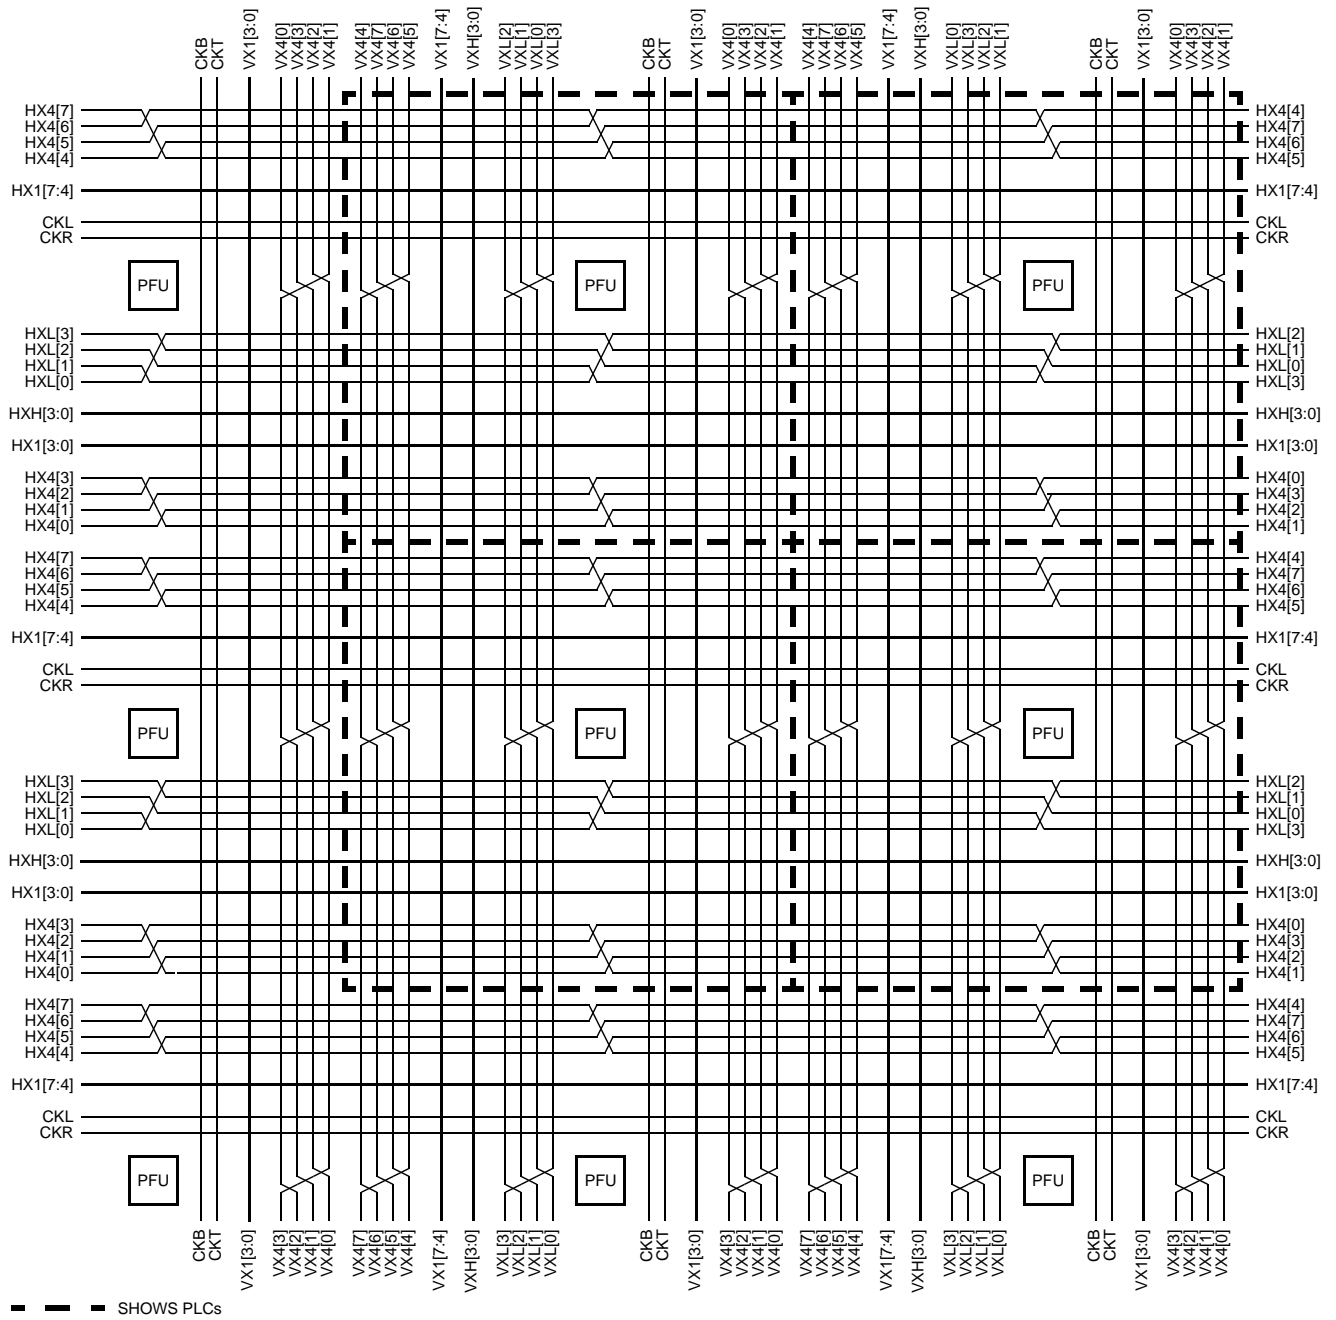 CKB
CKT
VX1[3:0]
VX4[0]
VX4[3]
VX4[2]
VX4[1]
VX4[4]
VX4[7]
VX4[6]
VX4[5]
VX1[7:4]
VXH[3:0]
VXL[2]
VXL[1]
VXL[0]
VXL[3]
CKB
CKT
VX1[3:0]
VX4[0]
VX4[3]
VX4[2]
VX4[1]
VX4[4]
VX4[7]
VX4[6]
VX4[5]
VX1[7:4]
VXH[3:0]
VXL[0]
VXL[3]
VXL[2]
VXL[1]
CKB
CKT
VX1[3:0]
VX4[0]
VX4[3]
VX4[2]
VX4[1]
HX4[7] HX4[4]
HX4[6] HX4[7]
HX4[5] HX4[6]
HX4[4] HX4[5]
HX1[7:4] HX1[7:4]
CKL CKL
CKR CKR
PFU PFU PFU
HXL[3] HXL[2]
HXL[2] HXL[1]
HXL[1] HXL[0]
HXL[0] HXL[3]
HXH[3:0] HXH[3:0]
HX1[3:0] HX1[3:0]
HX4[3] HX4[0]
HX4[2] HX4[3]
HX4[1] HX4[2]
HX4[0] HX4[1]
HX4[7] HX4[4]
HX4[6] HX4[7]
HX4[5] HX4[6]
HX4[4] HX4[5]
HX1[7:4] HX1[7:4]
CKL CKL
CKR CKR
PFU PFU PFU
HXL[3] HXL[2]
HXL[2] HXL[1]
HXL[1] HXL[0]
HXL[0] HXL[3]
HXH[3:0] HXH[3:0]
HX1[3:0] HX1[3:0]
HX4[3] HX4[0]
HX4[2] HX4[3]
HX4[1] HX4[2]
HX4[0] HX4[1]
HX4[7] HX4[4]
HX4[6] HX4[7]
HX4[5] HX4[6]
HX4[4] HX4[5]
HX1[7:4] HX1[7:4]
CKL CKL
CKR CKR
PFU PFU PFU
CKB
CKT
VX1[3:0]
VX4[3]
VX4[2]
VX4[1]
VX4[0]
VX4[7]
VX4[6]
VX4[5]
VX4[4]
VX1[7:4]
VXH[3:0]
VXL[3]
VXL[2]
VXL[1]
VXL[0]
CKB
CKT
VX1[3:0]
VX4[3]
VX4[2]
VX4[1]
VX4[0]
VX4[7]
VX4[6]
VX4[5]
VX4[4]
VX1[7:4]
VXH[3:0]
VXL[3]
VXL[2]
VXL[1]
VXL[0]
CKB
CKT
VX1[3:0]
VX4[3]
VX4[2]
VX4[1]
VX4[0]
SHOWS PLCs